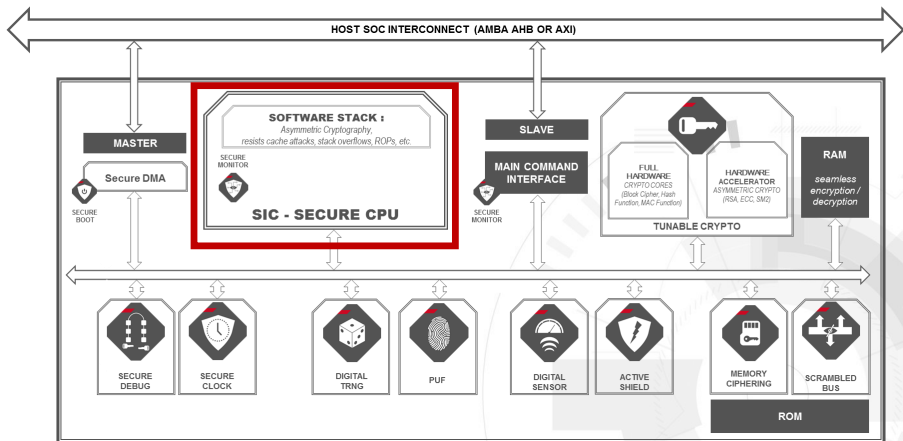 HOST SOC INTERCONNECT (AMBA AHB OR AXI)
SOFTWARE STACK :
Asymmetric Cryptography,
resists cache attacks, stack overflows, ROPs, etc.
SECURE
MONITOR
SIC - SECURE CPU
MASTER
Secure DMA
SECURE
BOOT
SLAVE
MAIN COMMAND
INTERFACE
SECURE
MONITOR
FULL
HARDWARE
CRYPTO CORES
(Block Cipher, Hash
Function, MAC Function)
HARDWARE
ACCELERATOR
ASYMMETRIC CRYPTO
(RSA, ECC, SM2)
TUNABLE CRYPTO
RAM
seamless
encryption /
decryption
SECURE
DEBUG
SECURE
CLOCK
DIGITAL
TRNG
PUF
DIGITAL
SENSOR
ACTIVE
SHIELD
MEMORY
CIPHERING
SCRAMBLED
BUS
ROM